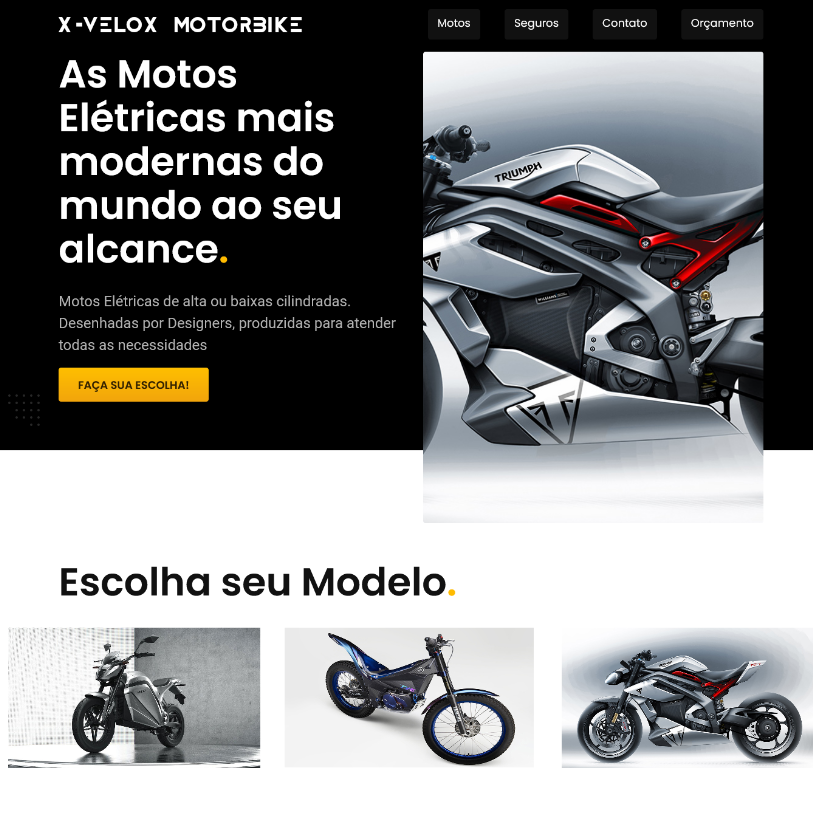 X-VELOX MOTORBIKE
Motos
Seguros
Contato
Orçamento
As Motos
Elétricas mais
modernas do
mundo ao seu
alcance.
Motos Elétricas de alta ou baixas cilindradas.
Desenhadas por Designers, produzidas para atender
todas as necessidades
FAÇA SUA ESCOLHA!
TRIUMPH
WILLIAMS
Escolha seu Modelo.